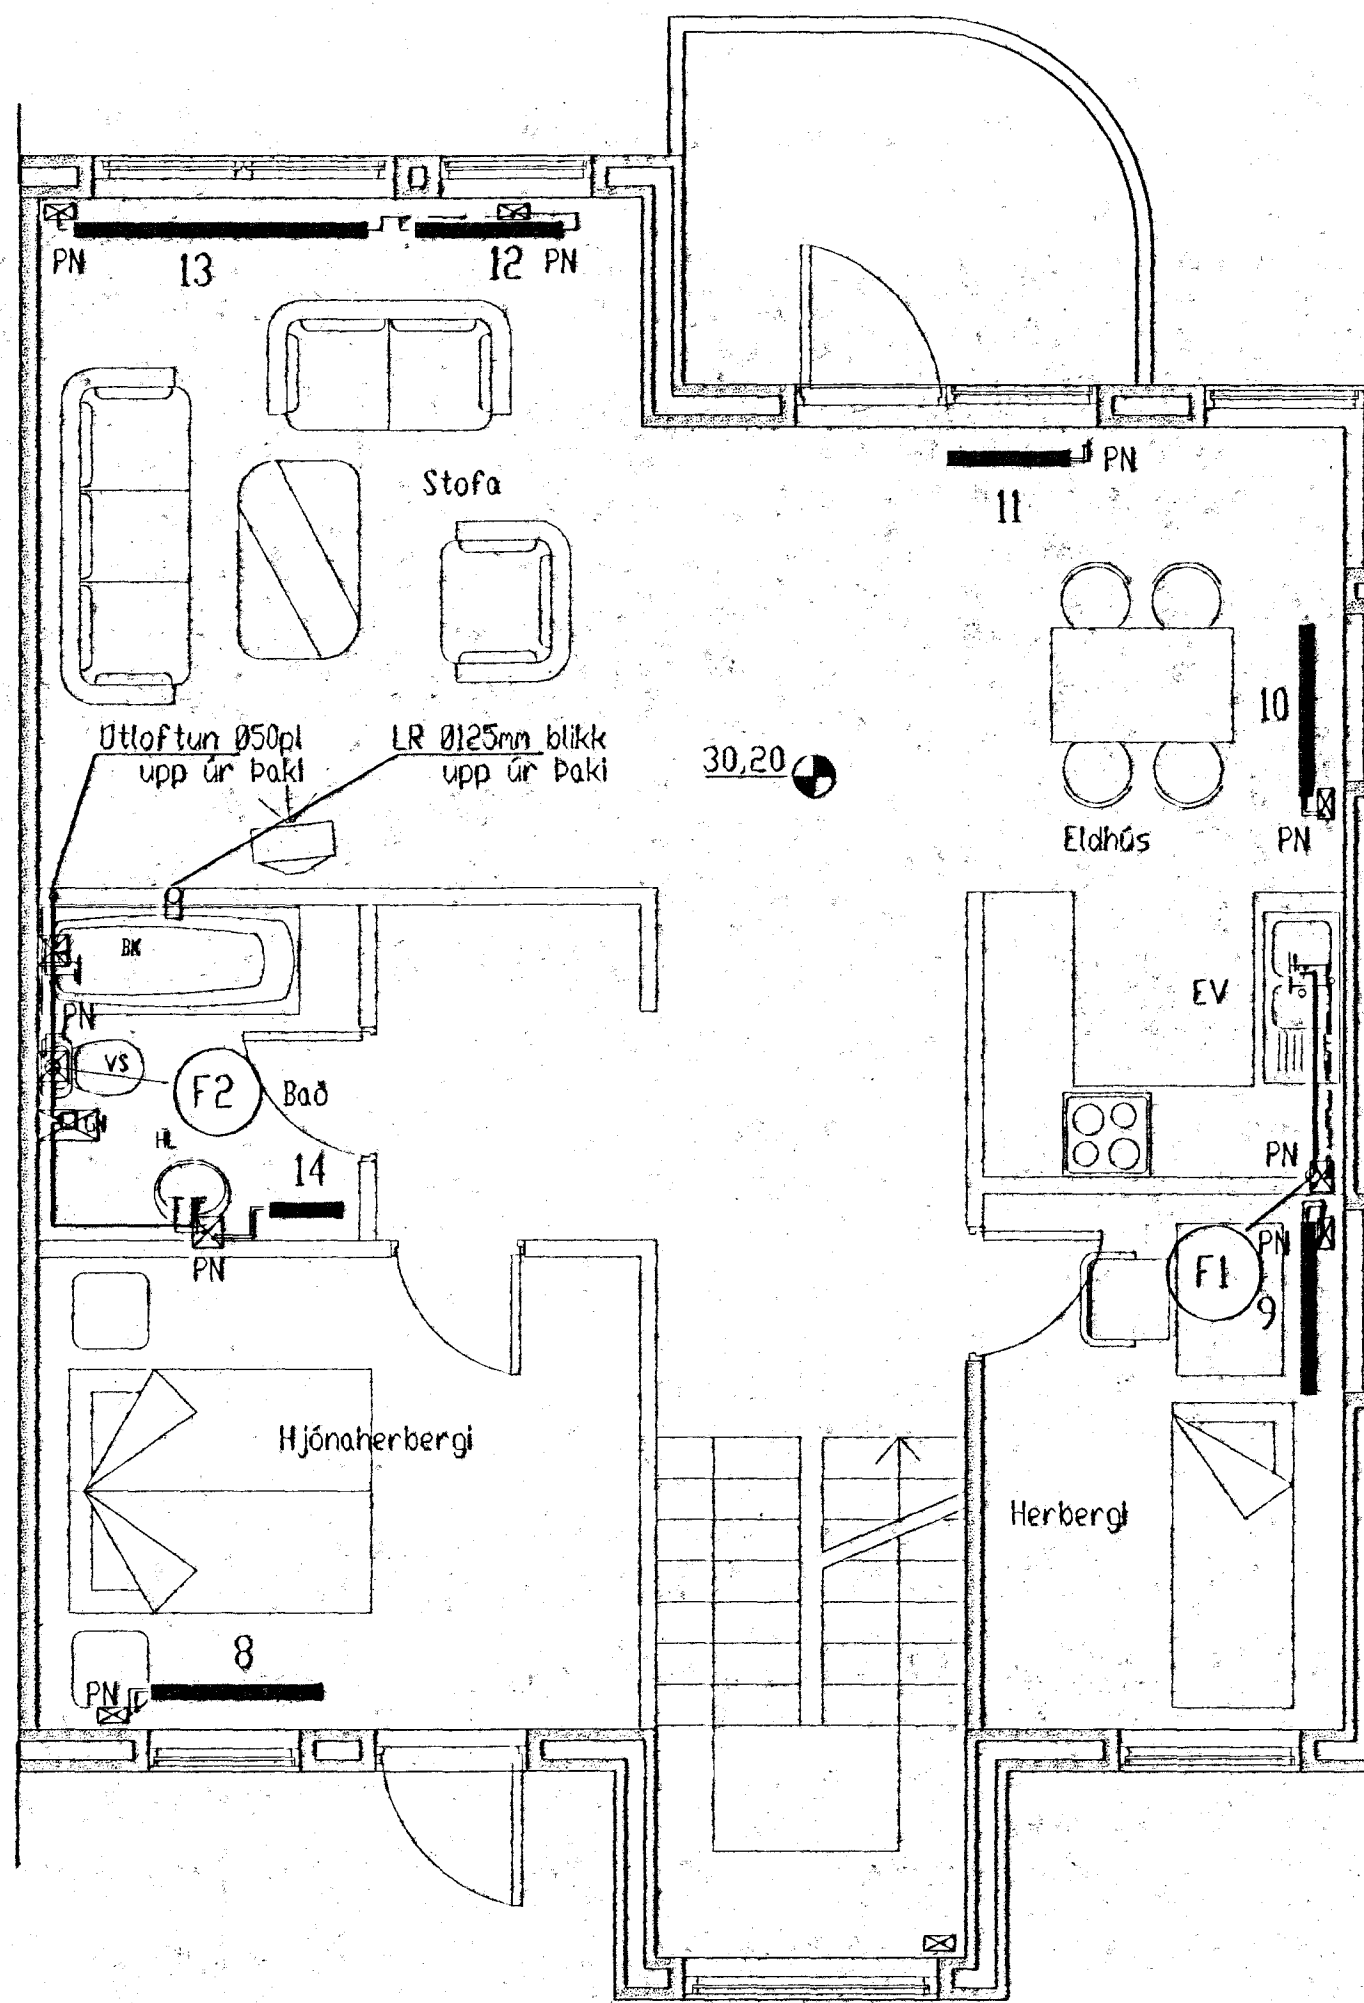 PN
13
12 PN
PN
11
Stofa
10
Útloftun Ø50pl
upp úr þaki
LR Ø125mm blikk
upp úr þaki
30,20
Eldhús
PN
BK
EV
PN
VS
F2
Bað
HL
14
PN
PN
PN
F1
9
Hjónaherbergi
Herbergi
8
PN